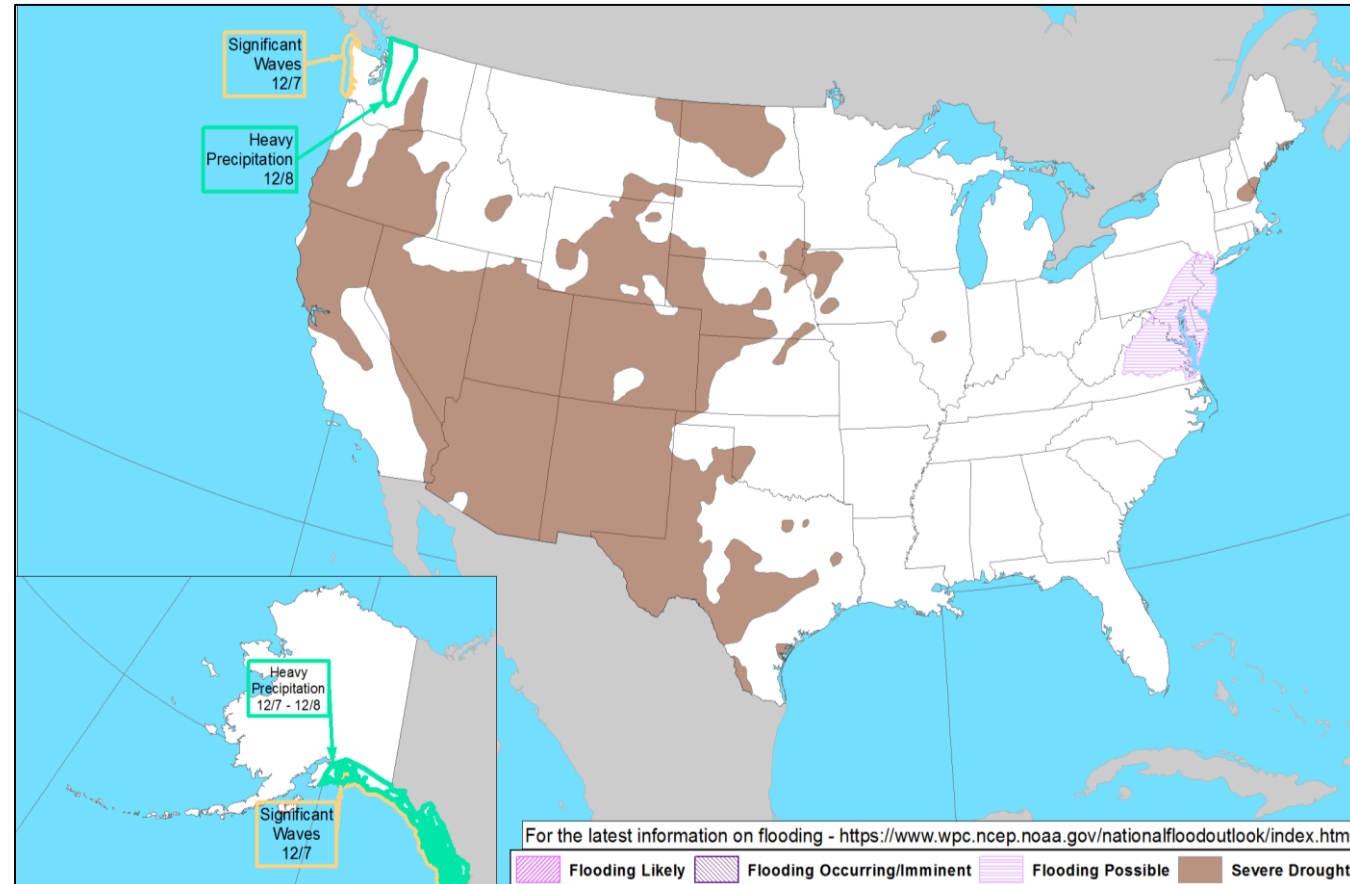 Significant
Waves
12/7
Heavy
Precipitation
12/8
Heavy
Precipitation
12/7 - 12/8
Significant
Waves
12/7
For the latest information on flooding - https://www.wpc.ncep.noaa.gov/nationalfloodoutlook/index.htm
Flooding Likely Flooding Occurring/Imminent Flooding Possible Severe Drought